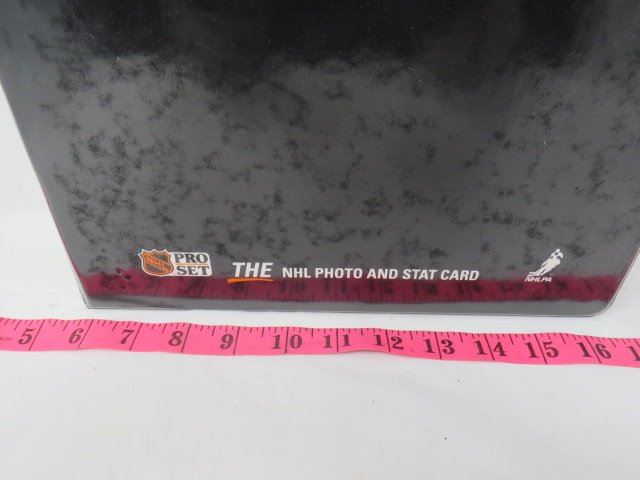 NHL PRO SET THE NHL PHOTO AND STAT CARD NHLPA
5 6 7 8 9 10 11 12 13 14 15 16